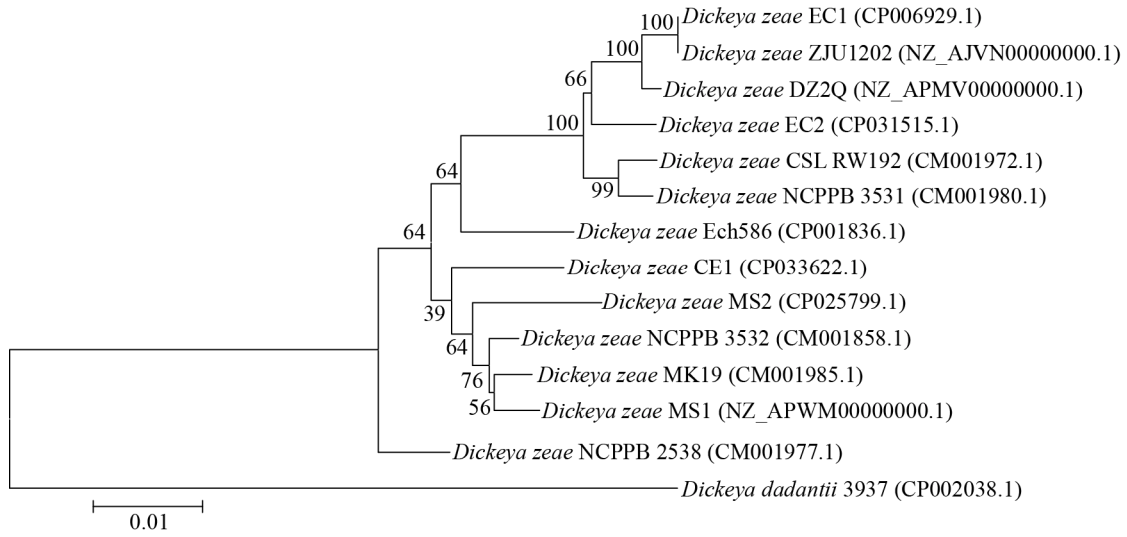 100
Dickeya zeae EC1 (CP006929.1)
100
Dickeya zeae ZJU1202 (NZ_AJVN00000000.1)
66
Dickeya zeae DZ2Q (NZ_APMV00000000.1)
100
Dickeya zeae EC2 (CP031515.1)
Dickeya zeae CSL RW192 (CM001972.1)
64
99
Dickeya zeae NCPPB 3531 (CM001980.1)
64
Dickeya zeae Ech586 (CP001836.1)
Dickeya zeae CE1 (CP033622.1)
39
Dickeya zeae MS2 (CP025799.1)
64
Dickeya zeae NCPPB 3532 (CM001858.1)
76
Dickeya zeae MK19 (CM001985.1)
56
Dickeya zeae MS1 (NZ_APWM00000000.1)
Dickeya zeae NCPPB 2538 (CM001977.1)
Dickeya dadantii 3937 (CP002038.1)
0.01